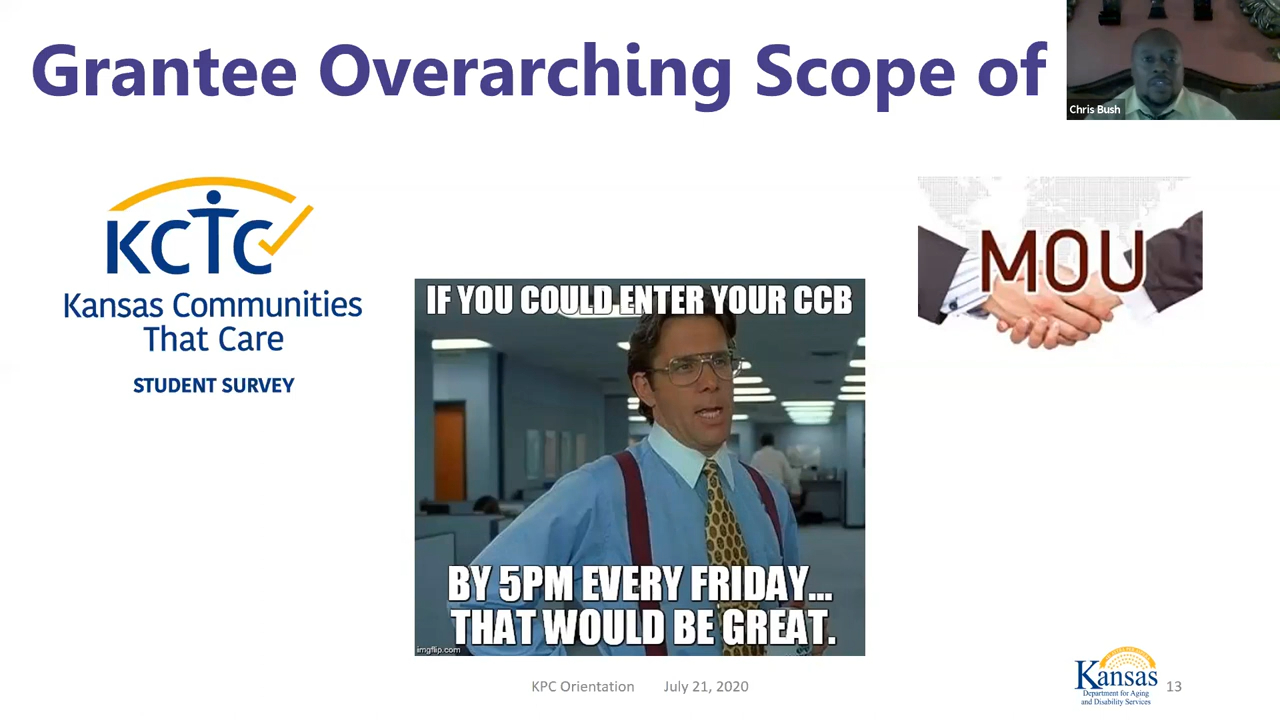 Grantee Overarching Scope of
Chris Bush
KCTC
Kansas Communities
That Care
STUDENT SURVEY
MOU
IF YOU COULD ENTER YOUR CCB
BY 5PM EVERY FRIDAY...
THAT WOULD BE GREAT.
imgflip.com
KPC Orientation July 21, 2020
Kansas
Department for Aging
and Disability Services
13